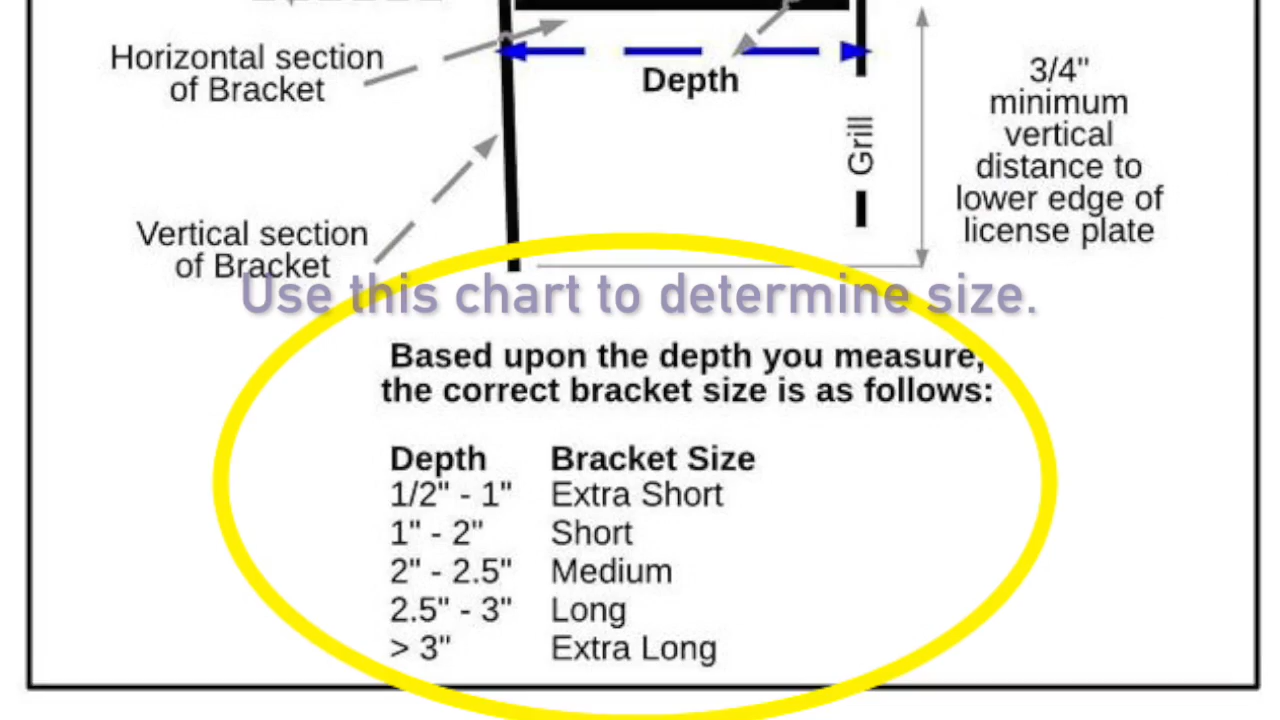 Horizontal section
of Bracket
Depth
Grill
3/4"
minimum
vertical
distance to
lower edge of
license plate
Vertical section
of Bracket
Use this chart to determine size.
Based upon the depth you measure,
the correct bracket size is as follows:
Depth Bracket Size
1/2" - 1" Extra Short
1" - 2" Short
2" - 2.5" Medium
2.5" - 3" Long
> 3" Extra Long